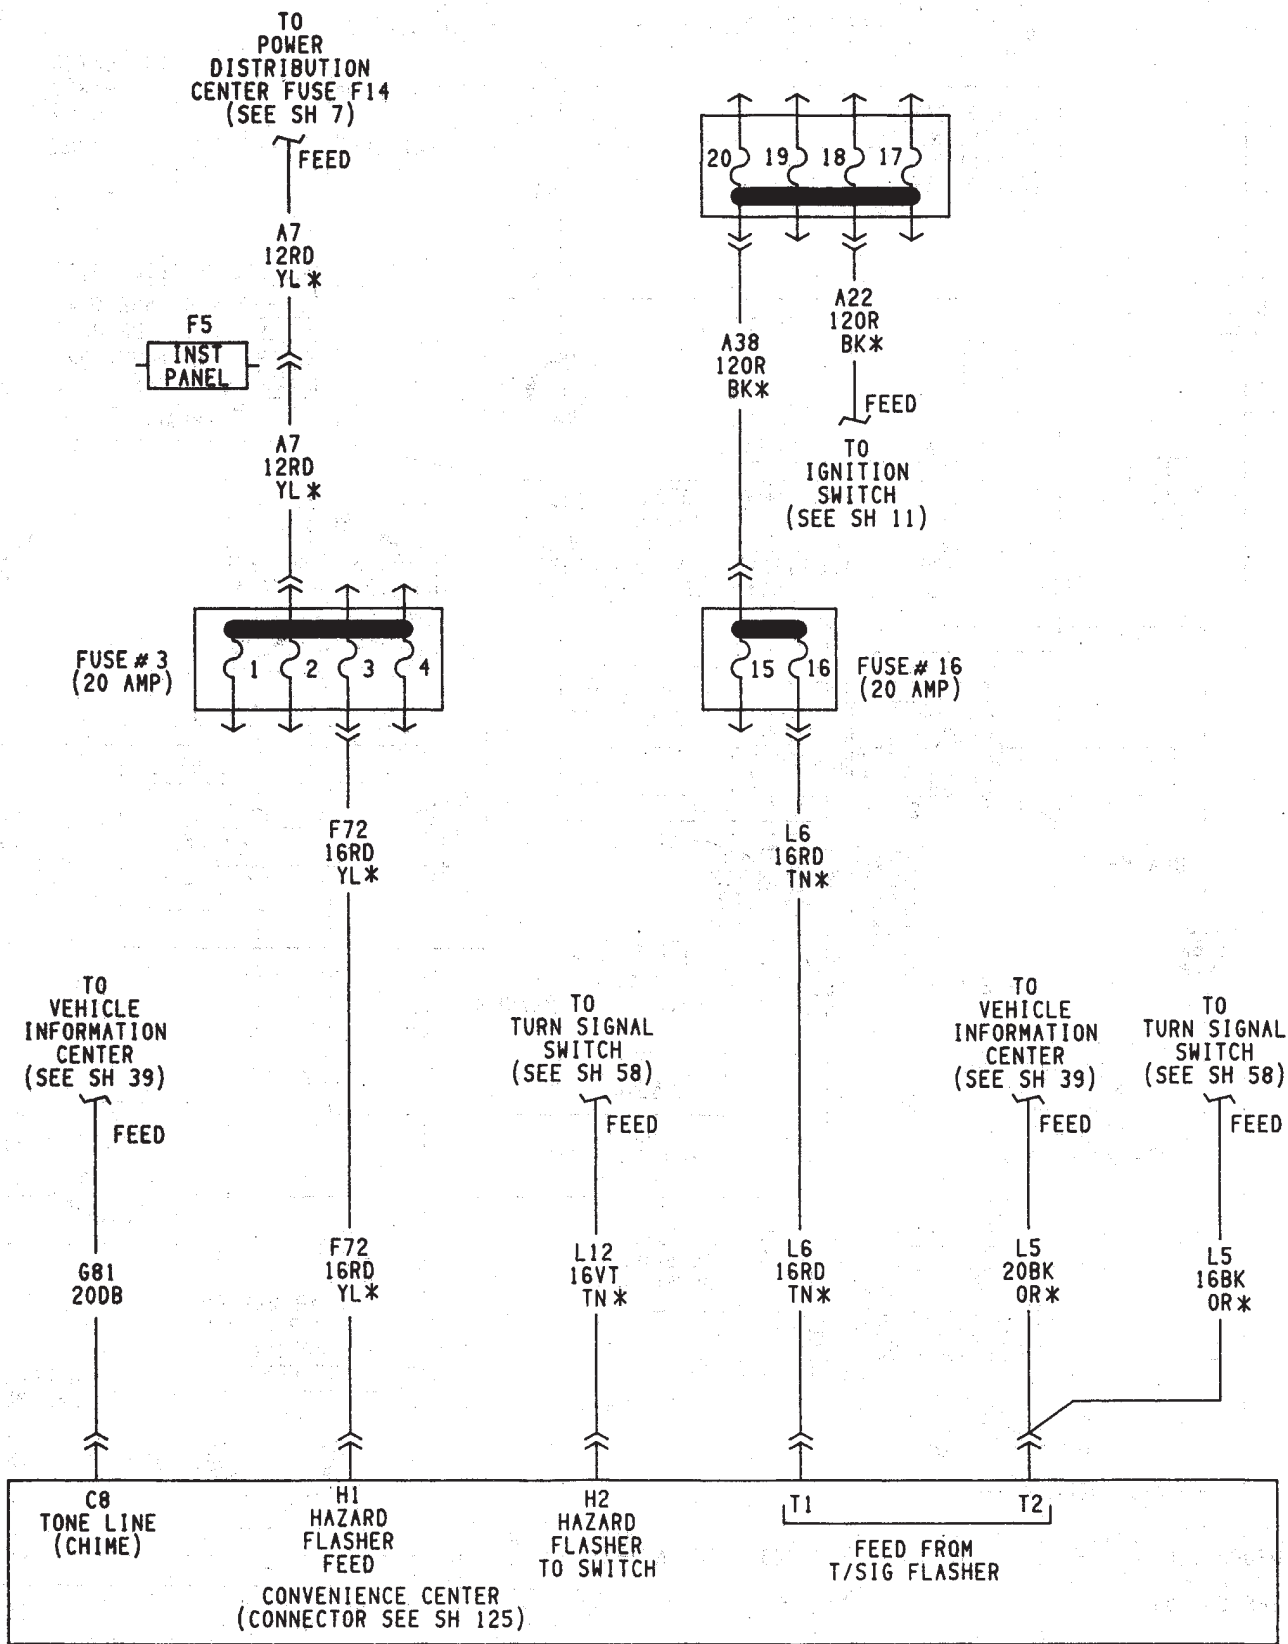 TO
POWER
DISTRIBUTION
CENTER FUSE F14
(SEE SH 7)
FEED
A7
12RD
YL*
F5
INST
PANEL
A7
12RD
YL*
20 19 18 17
A38
12OR
BK*
A22
12OR
BK*
FEED
TO
IGNITION
SWITCH
(SEE SH 11)
FUSE# 3
(20 AMP)
1 2 3 4
15 16
FUSE# 16
(20 AMP)
F72
16RD
YL*
L6
16RD
TN*
TO
VEHICLE
INFORMATION
CENTER
(SEE SH 39)
FEED
TO
TURN SIGNAL
SWITCH
(SEE SH 58)
FEED
TO
VEHICLE
INFORMATION
CENTER
(SEE SH 39)
FEED
TO
TURN SIGNAL
SWITCH
(SEE SH 58)
FEED
G81
20DB
F72
16RD
YL*
L12
16VT
TN*
L6
16RD
TN*
L5
20BK
OR*
L5
16BK
OR*
C8
TONE LINE
(CHIME)
H1
HAZARD
FLASHER
FEED
H2
HAZARD
FLASHER
TO SWITCH
T1 T2
FEED FROM
T/SIG FLASHER
CONVENIENCE CENTER
(CONNECTOR SEE SH 125)